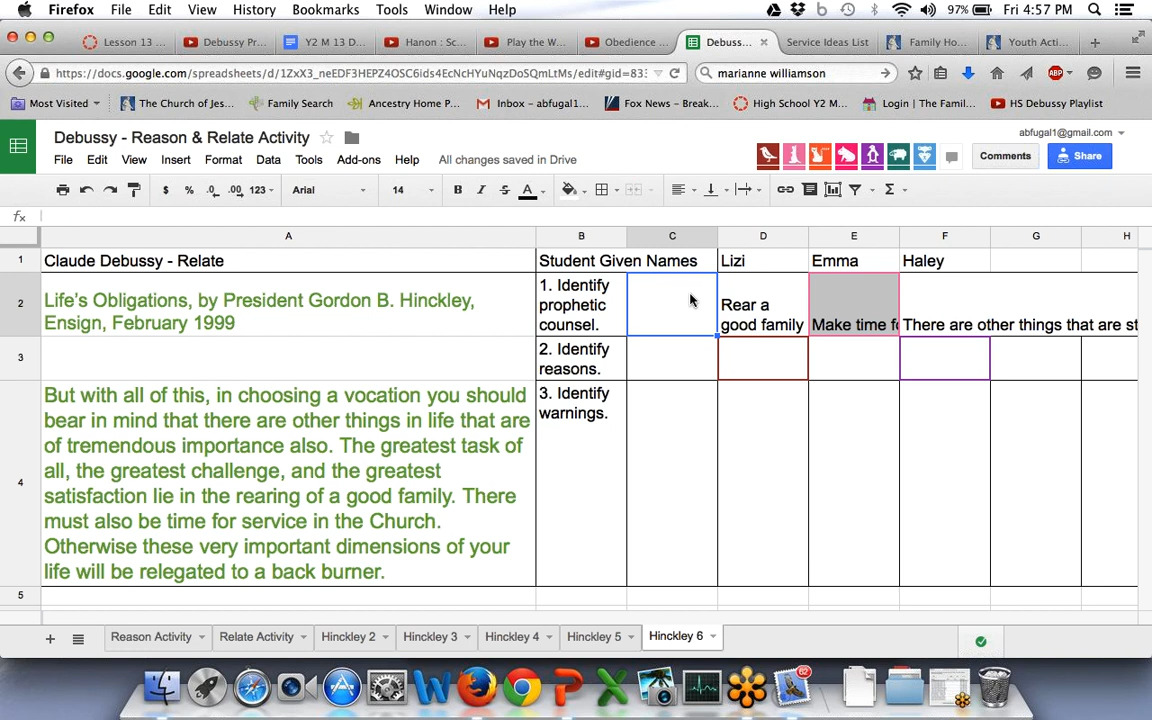 Firefox File Edit View History Bookmarks Tools Window Help 97% Fri 4:57 PM
Lesson 13 ... Debussy Pr... Y2 M 13 D... Hanon : Sc... Play the W... Obedience ... Debuss... Service Ideas List Family Ho... Youth Acti...
https://docs.google.com/spreadsheets/d/1ZxX3_neEDF3HEPZ4OSC6ids4EcNcHYuNqzDoSQmLtMs/edit#gid=83: marianne williamson ABP
Most Visited The Church of Jes... Family Search Ancestry Home P... Inbox - abfugal1... Fox News - Break... High School Y2 M... Login | The Famil... HS Debussy Playlist
Debussy - Reason & Relate Activity abfugal1@gmail.com
File Edit View Insert Format Data Tools Add-ons Help All changes saved in Drive Comments Share
$ % .0 .00 123 Arial 14 B I S A Σ
fx
A B C D E F G H
1 Claude Debussy - Relate Student Given Names Lizi Emma Haley
2 Life's Obligations, by President Gordon B. Hinckley,
Ensign, February 1999
1. Identify
prophetic
counsel.
Rear a
good family
Make time fo
There are other things that are st
3
2. Identify
reasons.
4
But with all of this, in choosing a vocation you should
bear in mind that there are other things in life that are
of tremendous importance also. The greatest task of
all, the greatest challenge, and the greatest
satisfaction lie in the rearing of a good family. There
must also be time for service in the Church.
Otherwise these very important dimensions of your
life will be relegated to a back burner.
3. Identify
warnings.
5
Reason Activity Relate Activity Hinckley 2 Hinckley 3 Hinckley 4 Hinckley 5 Hinckley 6
82